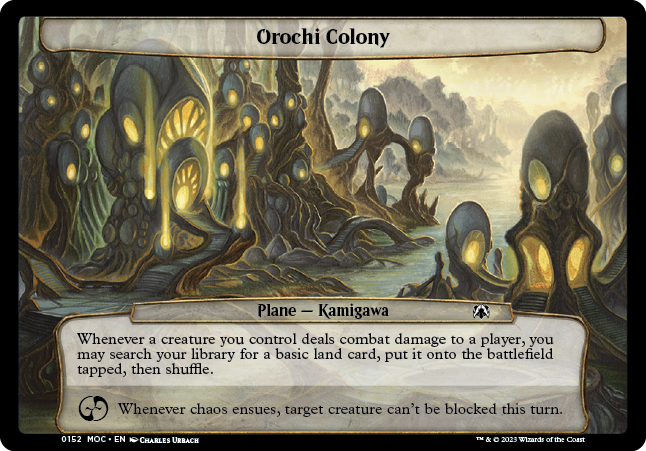 Orochi Colony
Plane — Kamigawa
Whenever a creature you control deals combat damage to a player, you
may search your library for a basic land card, put it onto the battlefield
tapped, then shuffle.
Whenever chaos ensues, target creature can't be blocked this turn.
0152 MOC • EN Charles Urbach
™ & © 2023 Wizards of the Coast